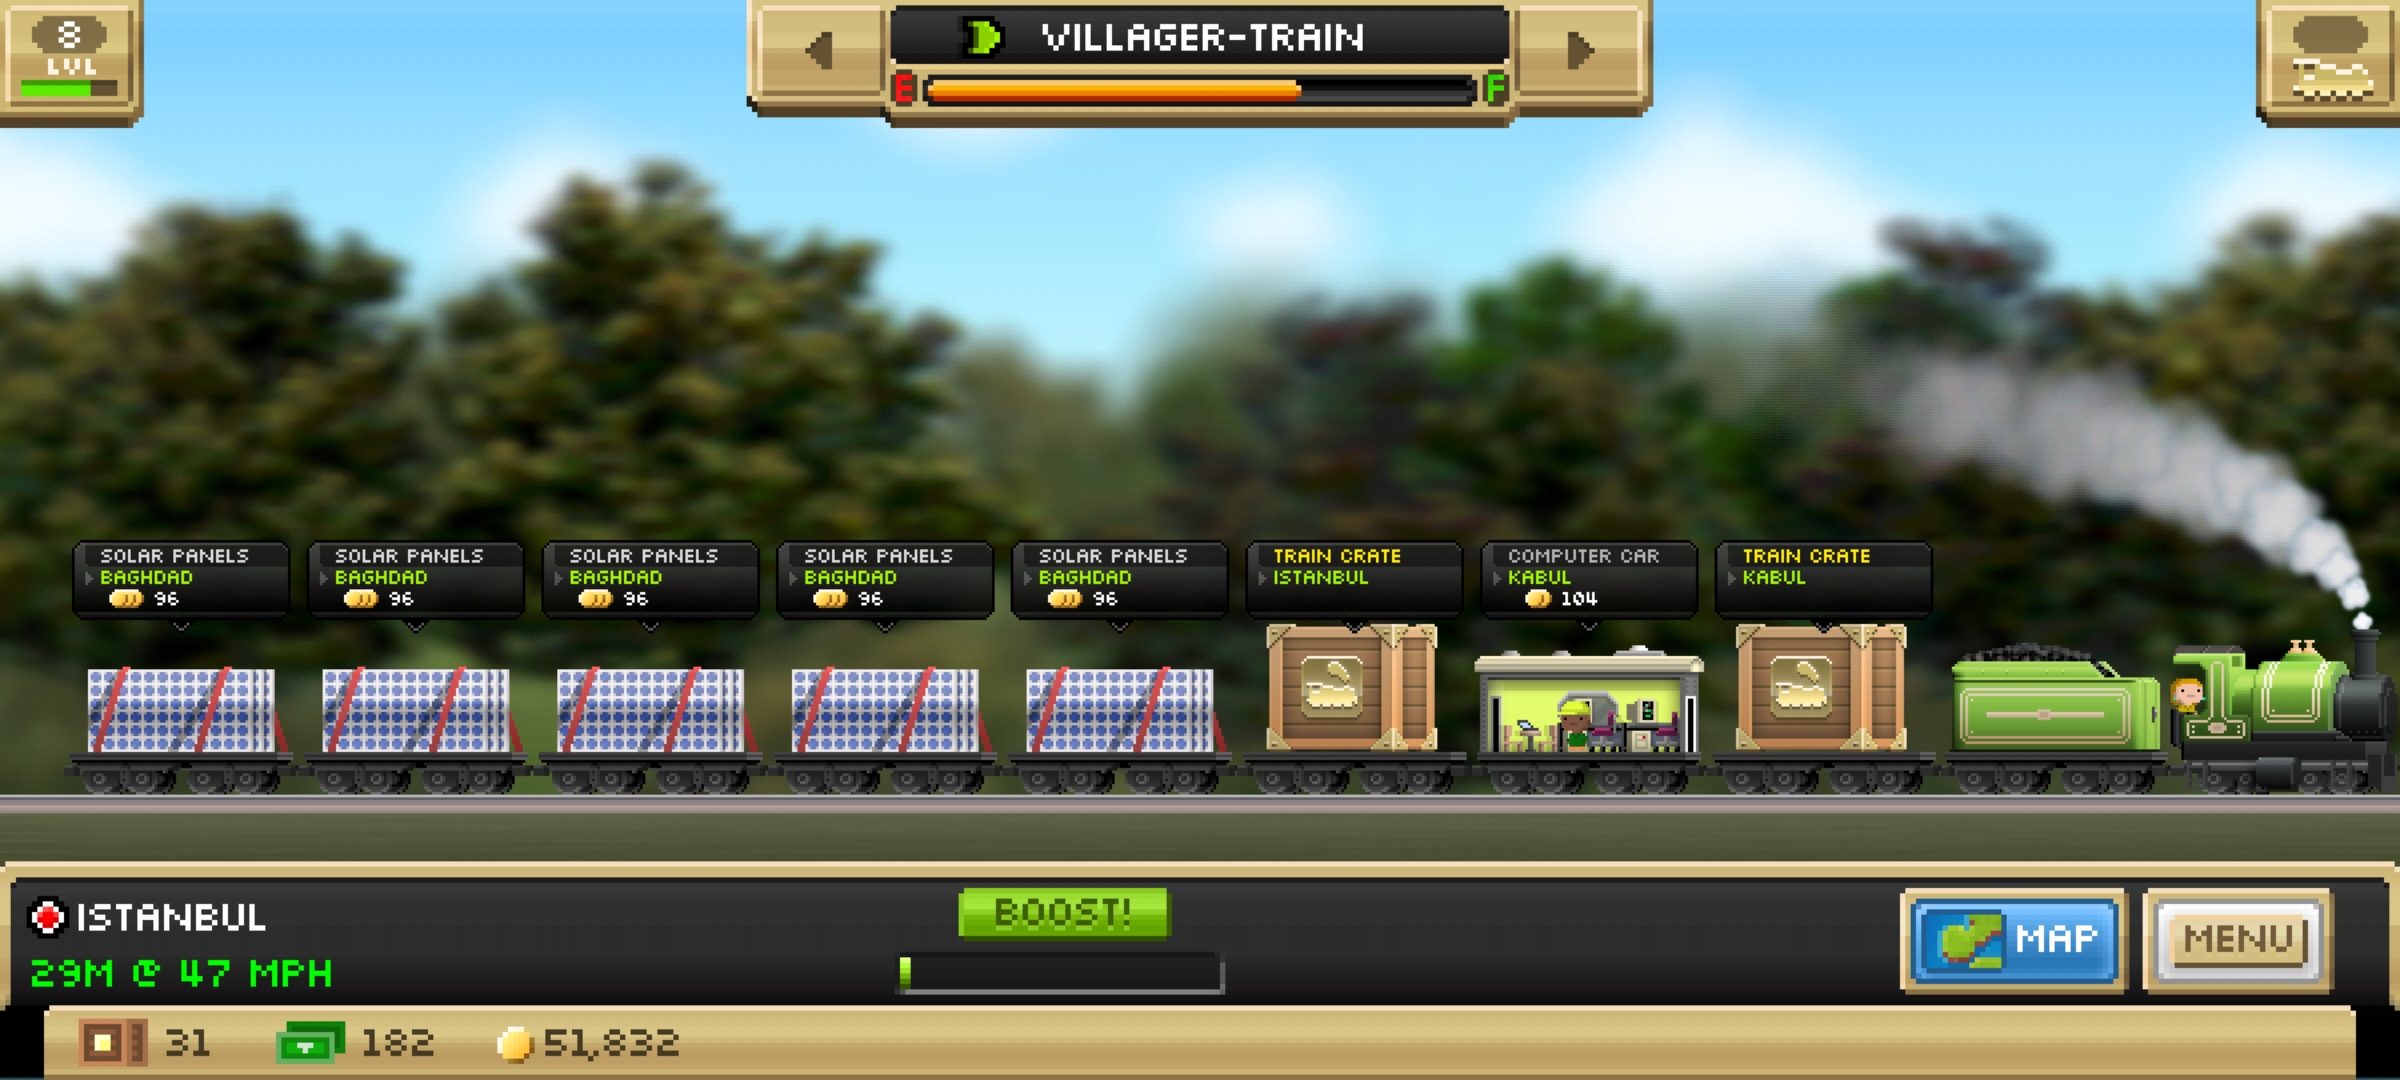 8
LVL
VILLAGER-TRAIN
E
F
SOLAR PANELS
BAGHDAD
96
SOLAR PANELS
BAGHDAD
96
SOLAR PANELS
BAGHDAD
96
SOLAR PANELS
BAGHDAD
96
SOLAR PANELS
BAGHDAD
96
TRAIN CRATE
ISTANBUL
COMPUTER CAR
KABUL
104
TRAIN CRATE
KABUL
ISTANBUL
29M @ 47 MPH
BOOST!
MAP
MENU
31
182
51,832